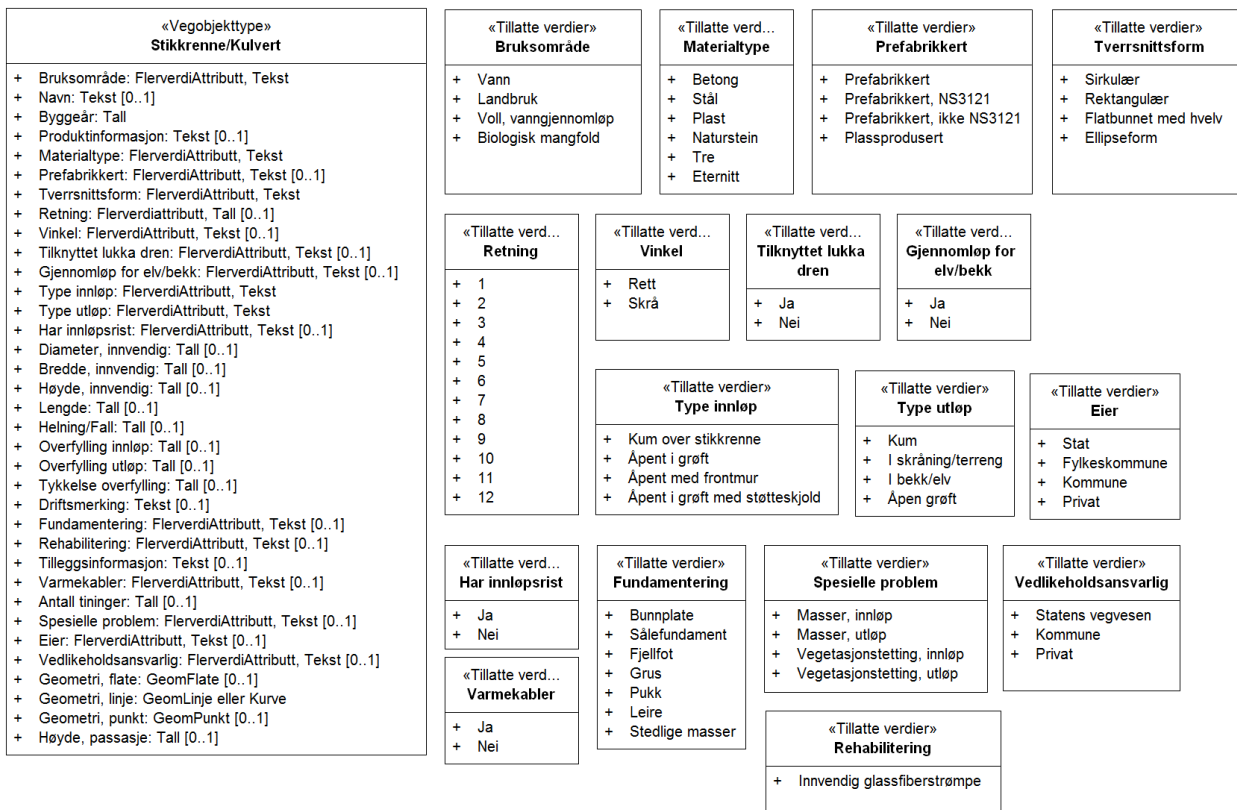 «Vegobjekttype»
Stikkrenne/Kulvert
+ Bruksområde: FlerverdiAttributt, Tekst
+ Navn: Tekst [0..1]
+ Byggeår: Tall
+ Produktinformasjon: Tekst [0..1]
+ Materialtype: FlerverdiAttributt, Tekst
+ Prefabrikkert: FlerverdiAttributt, Tekst [0..1]
+ Tverrsnittsform: FlerverdiAttributt, Tekst
+ Retning: Flerverdiattributt, Tall [0..1]
+ Vinkel: FlerverdiAttributt, Tekst [0..1]
+ Tilknyttet lukka dren: FlerverdiAttributt, Tekst [0..1]
+ Gjennomløp for elv/bekk: FlerverdiAttributt, Tekst [0..1]
+ Type innløp: FlerverdiAttributt, Tekst
+ Type utløp: FlerverdiAttributt, Tekst
+ Har innløpsrist: FlerverdiAttributt, Tekst [0..1]
+ Diameter, innvendig: Tall [0..1]
+ Bredde, innvendig: Tall [0..1]
+ Høyde, innvendig: Tall [0..1]
+ Lengde: Tall [0..1]
+ Helning/Fall: Tall [0..1]
+ Overfylling innløp: Tall [0..1]
+ Overfylling utløp: Tall [0..1]
+ Tykkelse overfylling: Tall [0..1]
+ Driftsmerking: Tekst [0..1]
+ Fundamentering: FlerverdiAttributt, Tekst [0..1]
+ Rehabilitering: FlerverdiAttributt, Tekst [0..1]
+ Tilleggsinformasjon: Tekst [0..1]
+ Varmekabler: FlerverdiAttributt, Tekst [0..1]
+ Antall tininger: Tall [0..1]
+ Spesielle problem: FlerverdiAttributt, Tekst [0..1]
+ Eier: FlerverdiAttributt, Tekst [0..1]
+ Vedlikeholdsansvarlig: FlerverdiAttributt, Tekst [0..1]
+ Geometri, flate: GeomFlate [0..1]
+ Geometri, linje: GeomLinje eller Kurve
+ Geometri, punkt: GeomPunkt [0..1]
+ Høyde, passasje: Tall [0..1]
«Tillatte verdier»
Bruksområde
+ Vann
+ Landbruk
+ Voll, vanngjennomløp
+ Biologisk mangfold
«Tillatte verd...
Materialtype
+ Betong
+ Stål
+ Plast
+ Naturstein
+ Tre
+ Eternitt
«Tillatte verdier»
Prefabrikkert
+ Prefabrikkert
+ Prefabrikkert, NS3121
+ Prefabrikkert, ikke NS3121
+ Plassprodusert
«Tillatte verdier»
Tverrsnittsform
+ Sirkulær
+ Rektangulær
+ Flatbunnet med hvelv
+ Ellipseform
«Tillatte verd...
Retning
+ 1
+ 2
+ 3
+ 4
+ 5
+ 6
+ 7
+ 8
+ 9
+ 10
+ 11
+ 12
«Tillatte verd...
Vinkel
+ Rett
+ Skrå
«Tillatte verd...
Tilknyttet lukka
dren
+ Ja
+ Nei
«Tillatte verd...
Gjennomløp for
elv/bekk
+ Ja
+ Nei
«Tillatte verdier»
Type innløp
+ Kum over stikkrenne
+ Åpent i grøft
+ Åpent med frontmur
+ Åpent i grøft med støtteskjold
«Tillatte verdier»
Type utløp
+ Kum
+ I skråning/terreng
+ I bekk/elv
+ Åpen grøft
«Tillatte verdier»
Eier
+ Stat
+ Fylkeskommune
+ Kommune
+ Privat
«Tillatte verd...
Har innløpsrist
+ Ja
+ Nei
«Tillatte verd...
Varmekabler
+ Ja
+ Nei
«Tillatte verdier»
Fundamentering
+ Bunnplate
+ Sålefundament
+ Fjellfot
+ Grus
+ Pukk
+ Leire
+ Stedlige masser
«Tillatte verdier»
Spesielle problem
+ Masser, innløp
+ Masser, utløp
+ Vegetasjonstetting, innløp
+ Vegetasjonstetting, utløp
«Tillatte verdier»
Vedlikeholdsansvarlig
+ Statens vegvesen
+ Kommune
+ Privat
«Tillatte verdier»
Rehabilitering
+ Innvendig glassfiberstrømpe